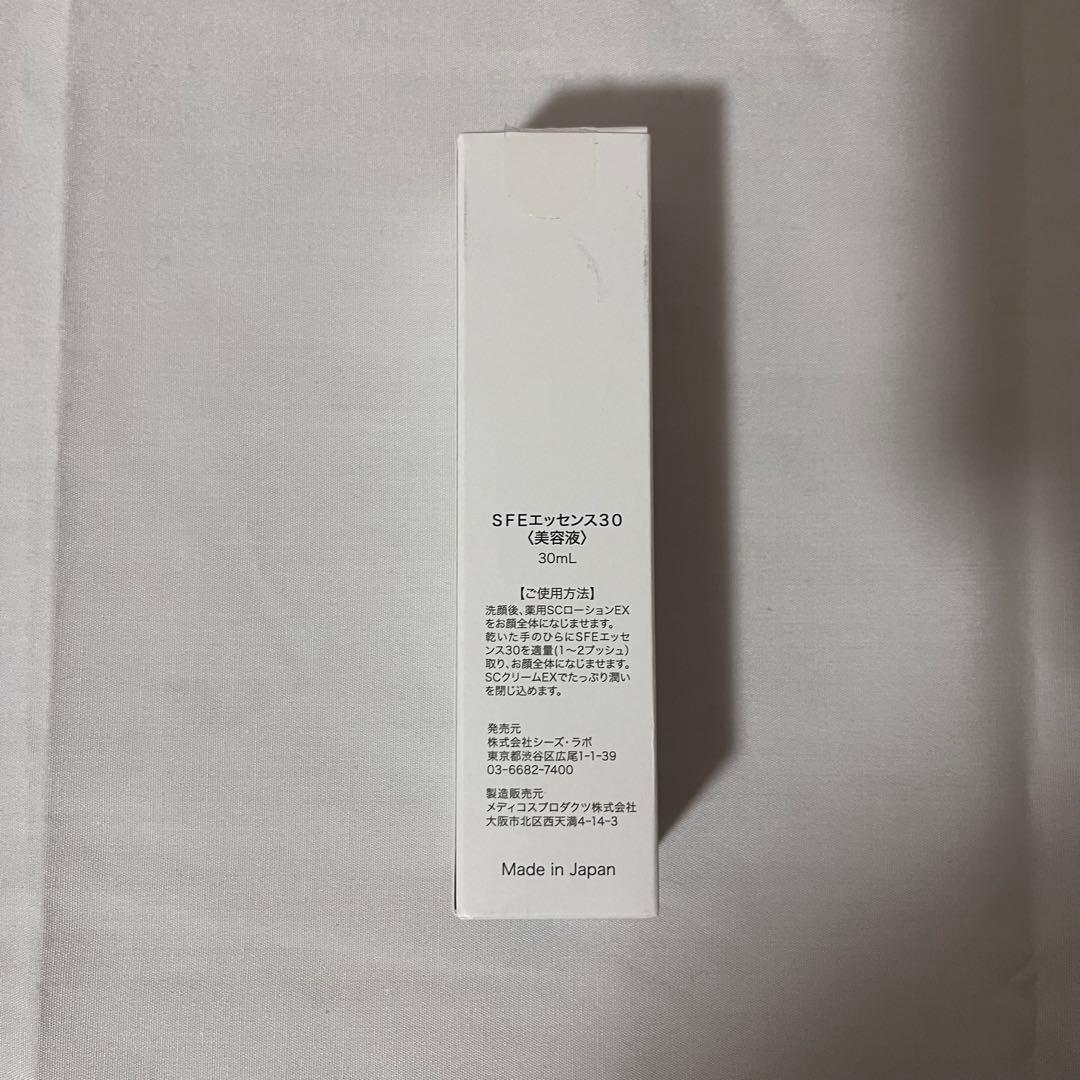 SFEエッセンス30
〈美容液〉
30mL
【ご使用方法】
洗顔後、薬用SCローションEX
をお顔全体になじませます。
乾いた手のひらにSFEエッセ
ンス30を適量(1〜2プッシュ)
取り、お顔全体になじませます。
SCクリームEXでたっぷり潤い
を閉じ込めます。
発売元
株式会社シーズ・ラボ
東京都渋谷区広尾1-1-39
03-6682-7400
製造販売元
メディコスプロダクツ株式会社
大阪市北区西天満4-14-3
Made in Japan